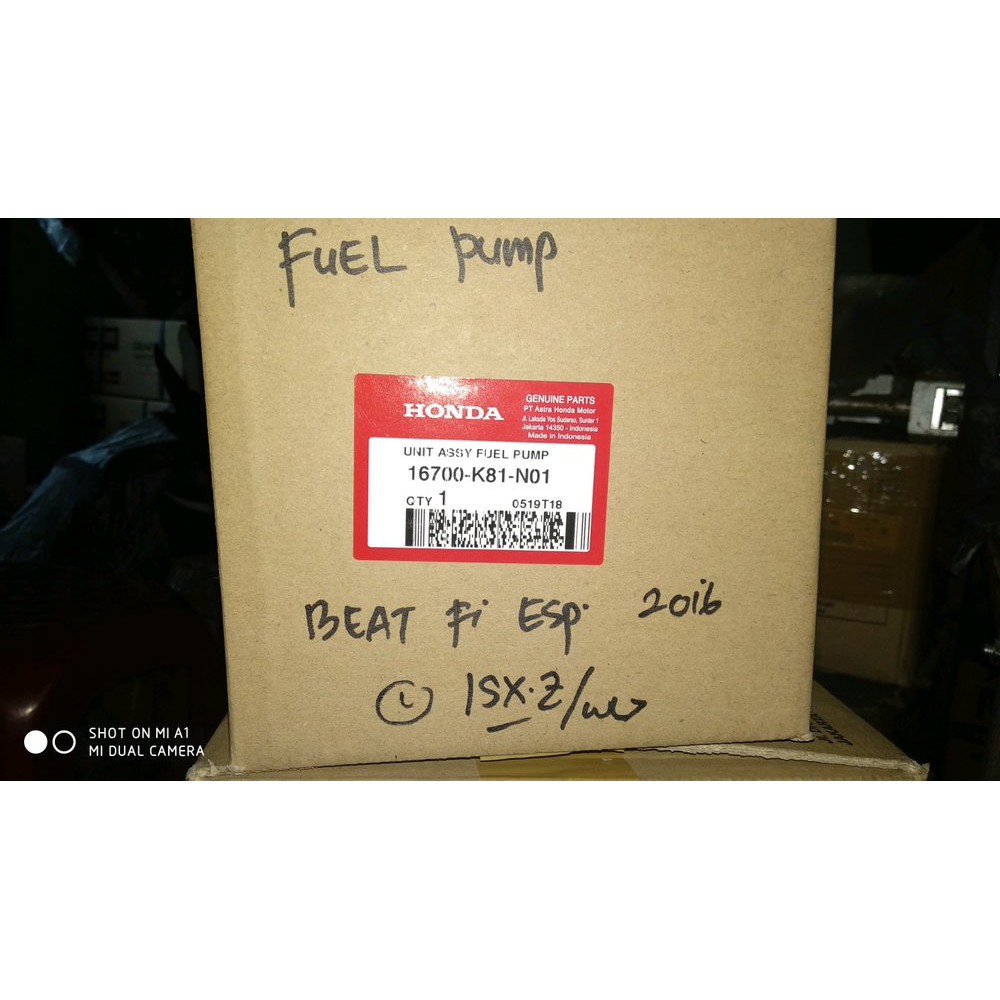 FUEL pump
HONDA
GENUINE PARTS
PT Astra Honda Motor
Jl. Laksda Yos Sudarso, Sunter 1
Jakarta 14350 - Indonesia
Made in Indonesia
UNIT ASSY FUEL PUMP
16700-K81-N01
QTY 1 0519T18
BEAT Fi ESP. 2016
SHOT ON MI A1
MI DUAL CAMERA